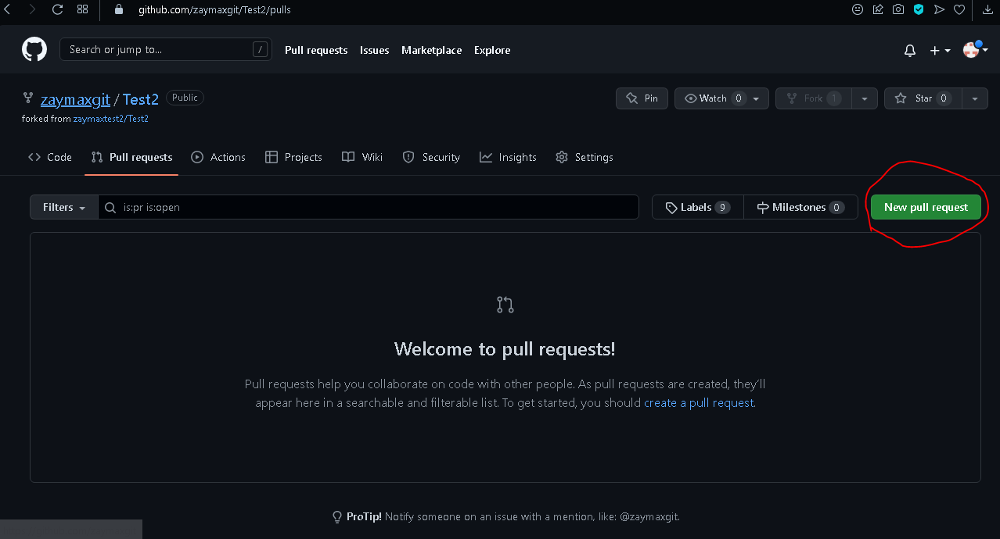 github.com/zaymaxgit/Test2/pulls
Search or jump to... / Pull requests Issues Marketplace Explore
zaymaxgit / Test2 Public Pin Watch 0 Fork 1 Star 0
forked from zaymaxtest2/Test2
Code Pull requests Actions Projects Wiki Security Insights Settings
Filters is:pr is:open Labels 9 Milestones 0 New pull request
Welcome to pull requests!
Pull requests help you collaborate on code with other people. As pull requests are created, they'll
appear here in a searchable and filterable list. To get started, you should create a pull request.
ProTip! Notify someone on an issue with a mention, like: @zaymaxgit.